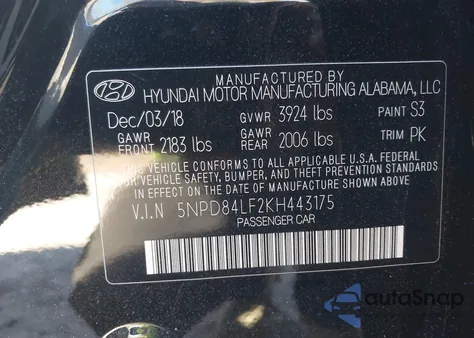 MANUFACTURED BY
HYUNDAI MOTOR MANUFACTURING ALABAMA, LLC
Dec/03/18 GVWR 3924 lbs PAINT S3
GAWR FRONT 2183 lbs GAWR REAR 2006 lbs TRIM PK
THIS VEHICLE CONFORMS TO ALL APPLICABLE U.S.A. FEDERAL
MOTOR VEHICLE SAFETY, BUMPER, AND THEFT PREVENTION STANDARDS
IN EFFECT ON THE DATE OF MANUFACTURE SHOWN ABOVE.
V.I.N 5NPD84LF2KH443175
PASSENGER CAR
autoSnap